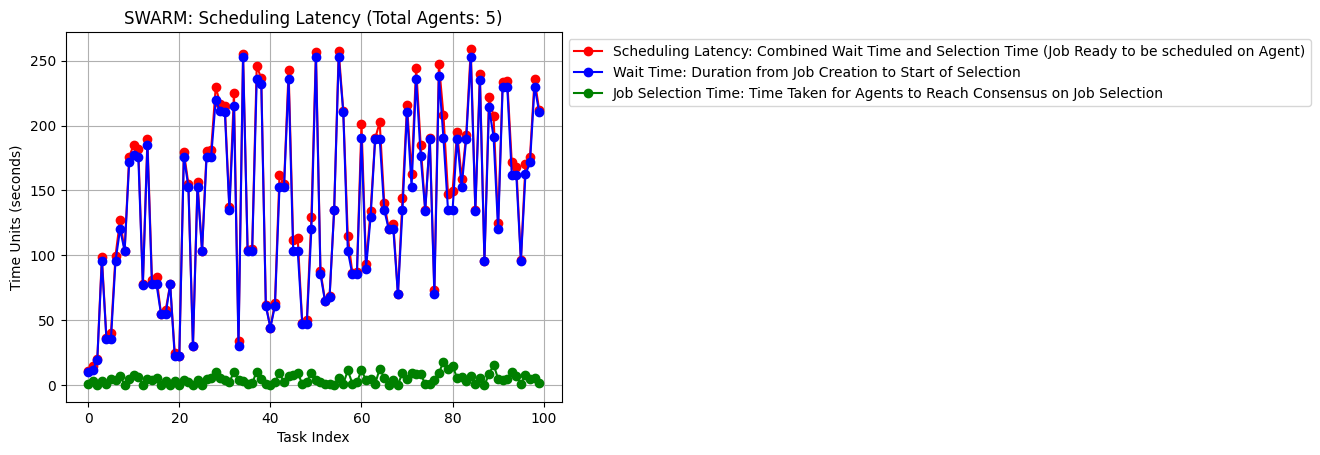 SWARM: Scheduling Latency (Total Agents: 5)
Scheduling Latency: Combined Wait Time and Selection Time (Job Ready to be scheduled on Agent)
Wait Time: Duration from Job Creation to Start of Selection
Job Selection Time: Time Taken for Agents to Reach Consensus on Job Selection
Time Units (seconds)
250
200
150
100
50
0
0 20 40 60 80 100
Task Index